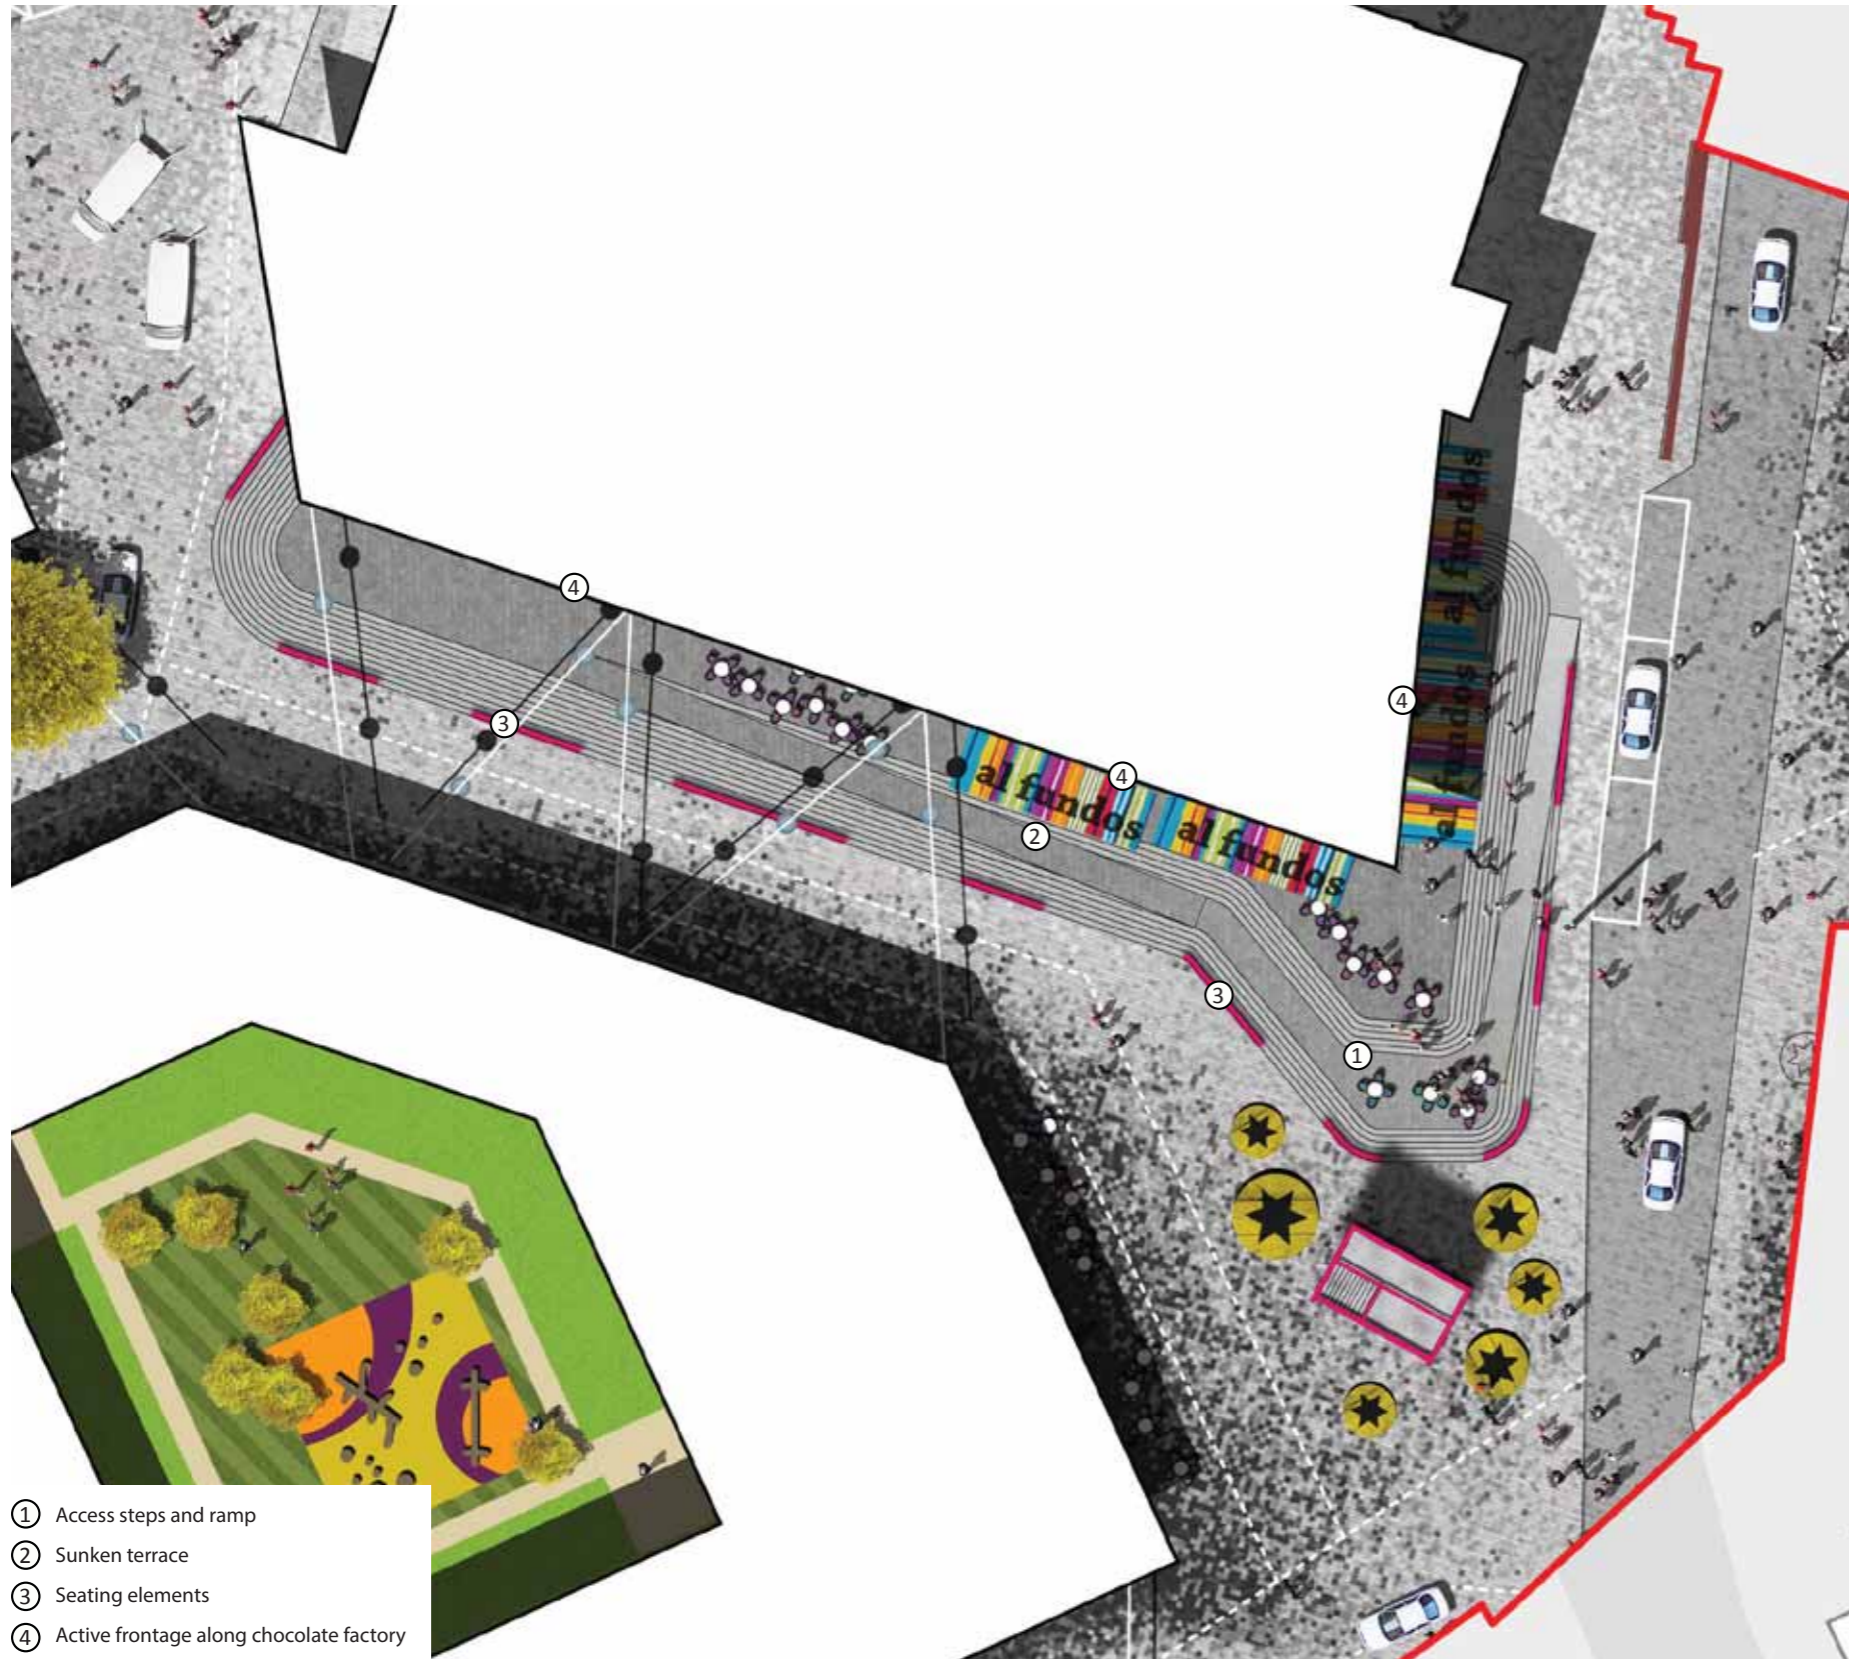 4
3
4
4
2
3
1
al fundos
al fundos
al fundos
al fundos
al
1 Access steps and ramp
2 Sunken terrace
3 Seating elements
4 Active frontage along chocolate factory